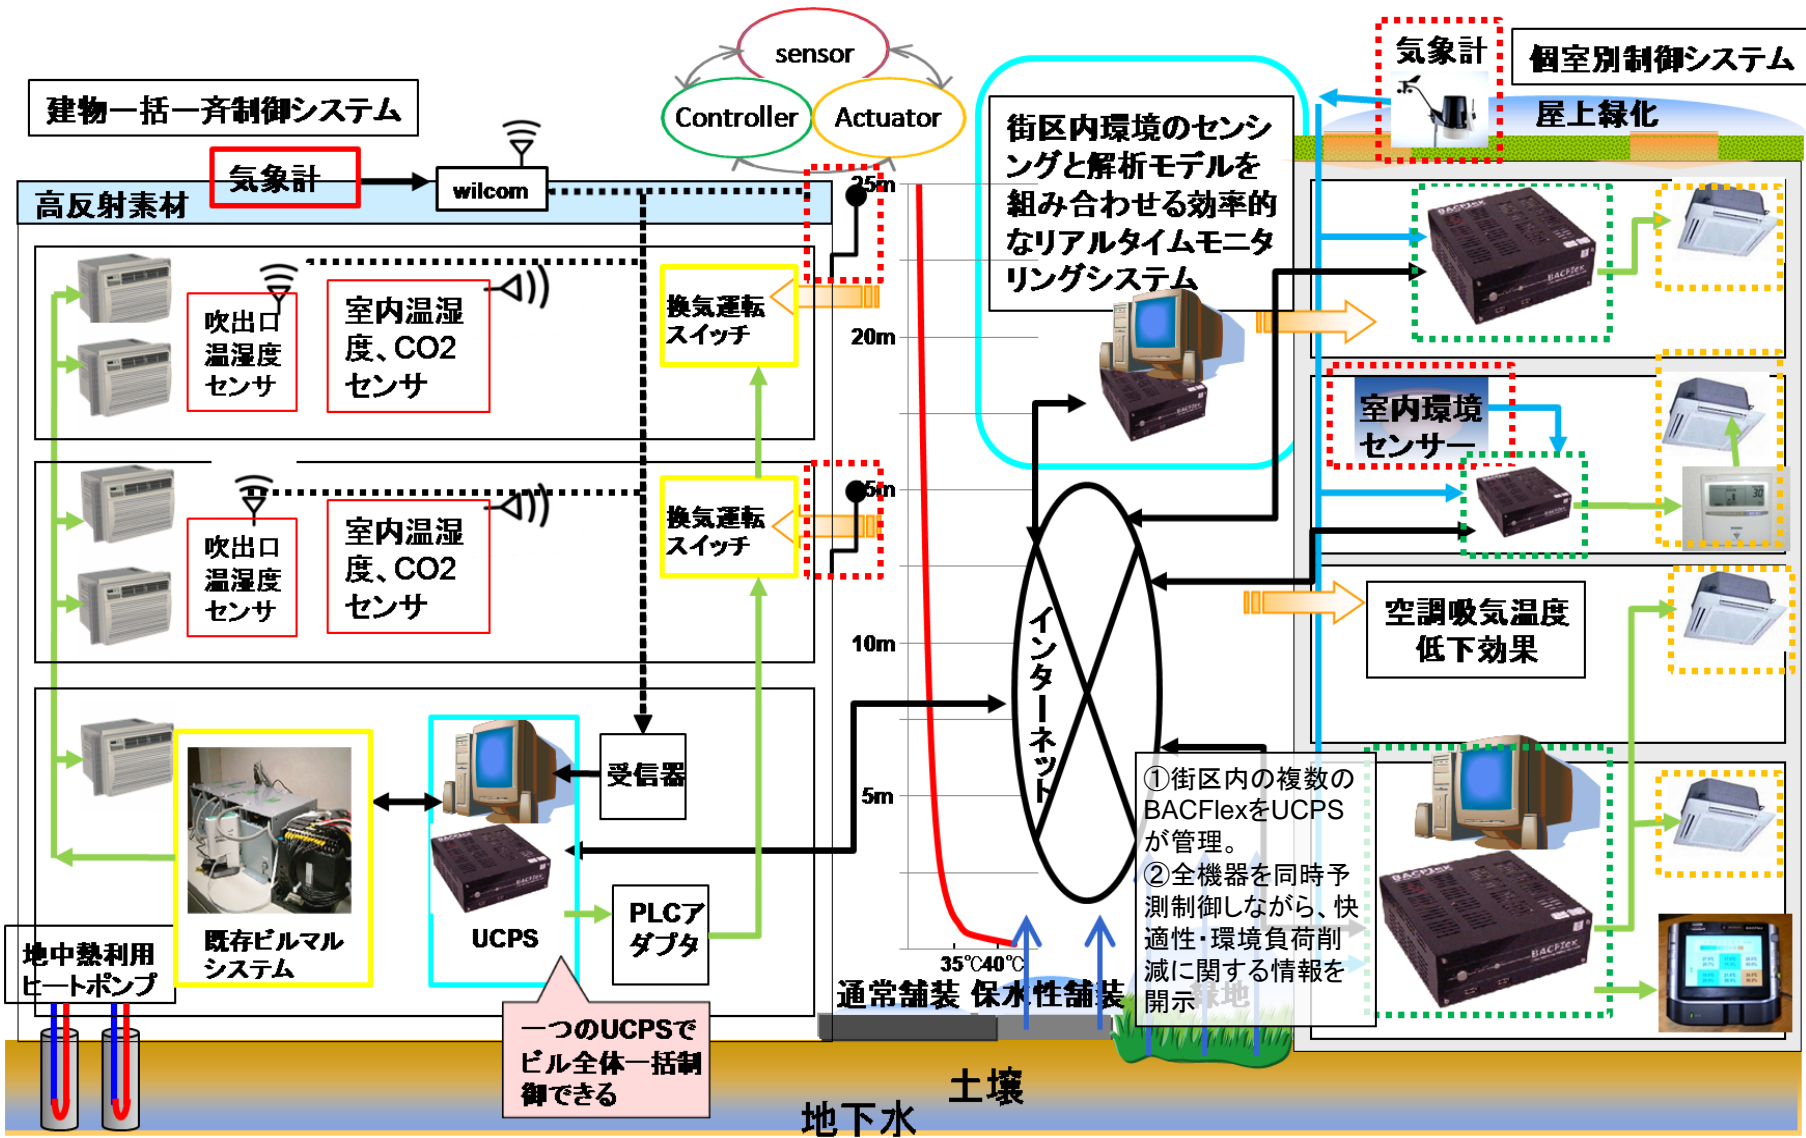 sensor
Controller
Actuator
建物一括一斉制御システム
気象計
wilcom
高反射素材
吹出口
温湿度
センサ
室内温湿
度、CO2
センサ
換気運転
スイッチ
吹出口
温湿度
センサ
室内温湿
度、CO2
センサ
換気運転
スイッチ
受信器
既存ビルマル
システム
UCPS
PLCア
ダプタ
地中熱利用
ヒートポンプ
一つのUCPSで
ビル全体一括制
御できる
25m
20m
15m
10m
5m
35℃
40℃
街区内環境のセンシ
ングと解析モデルを
組み合わせる効率的
なリアルタイムモニタ
リングシステム
インターネット
気象計
個室別制御システム
屋上緑化
室内環境
センサー
空調吸気温度
低下効果
①街区内の複数の
BACFlexをUCPS
が管理。
②全機器を同時予
測制御しながら、快
適性・環境負荷削
減に関する情報を
開示
BACFlex
BACFlex
BACFlex
BACFlex
通常舗装
保水性舗装
緑地
土壌
地下水